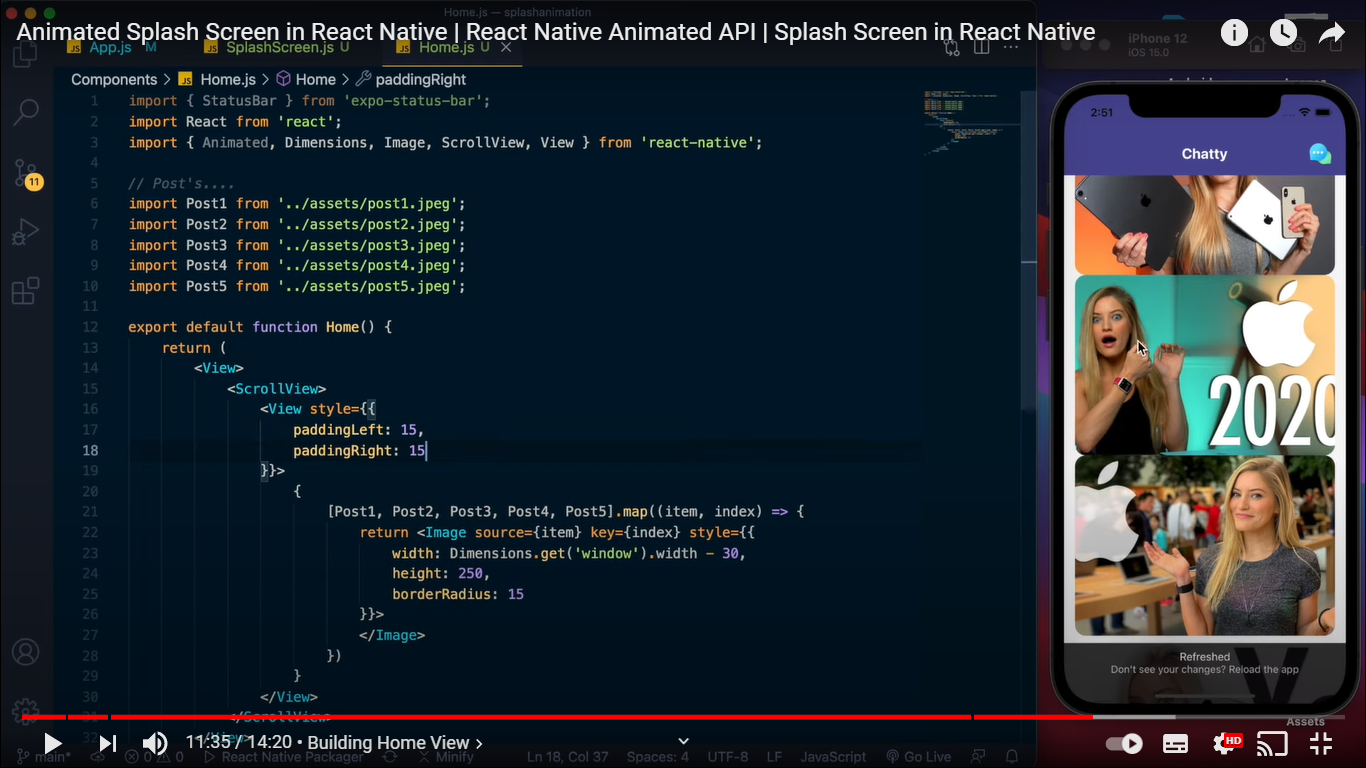 Home.js — splashanimation
Animated Splash Screen in React Native | React Native Animated API | Splash Screen in React Native
JS App.js M
JS SplashScreen.js U
JS Home.js U
Components > JS Home.js > Home > paddingRight
1 import { StatusBar } from 'expo-status-bar';
2 import React from 'react';
3 import { Animated, Dimensions, Image, ScrollView, View } from 'react-native';
4
5 // Post's....
6 import Post1 from '../assets/post1.jpeg';
7 import Post2 from '../assets/post2.jpeg';
8 import Post3 from '../assets/post3.jpeg';
9 import Post4 from '../assets/post4.jpeg';
10 import Post5 from '../assets/post5.jpeg';
11
12 export default function Home() {
13 return (
14 <View>
15 <ScrollView>
16 <View style={{
17 paddingLeft: 15,
18 paddingRight: 15
19 }}>
20 {
21 [Post1, Post2, Post3, Post4, Post5].map((item, index) => {
22 return <Image source={item} key={index} style={{
23 width: Dimensions.get('window').width - 30,
24 height: 250,
25 borderRadius: 15
26 }}>
27 </Image>
28 })
29 }
30 </View>
31 </ScrollView>
32 </View>
11
iPhone 12
iOS 15.0
2:51
Chatty
2020
Refreshed
Don't see your changes? Reload the app
Assets
11:35 / 14:20 • Building Home View >
HD
main*
0 0
React Native Packager
Minify
Ln 18, Col 37
Spaces: 4
UTF-8
LF
JavaScript
Go Live